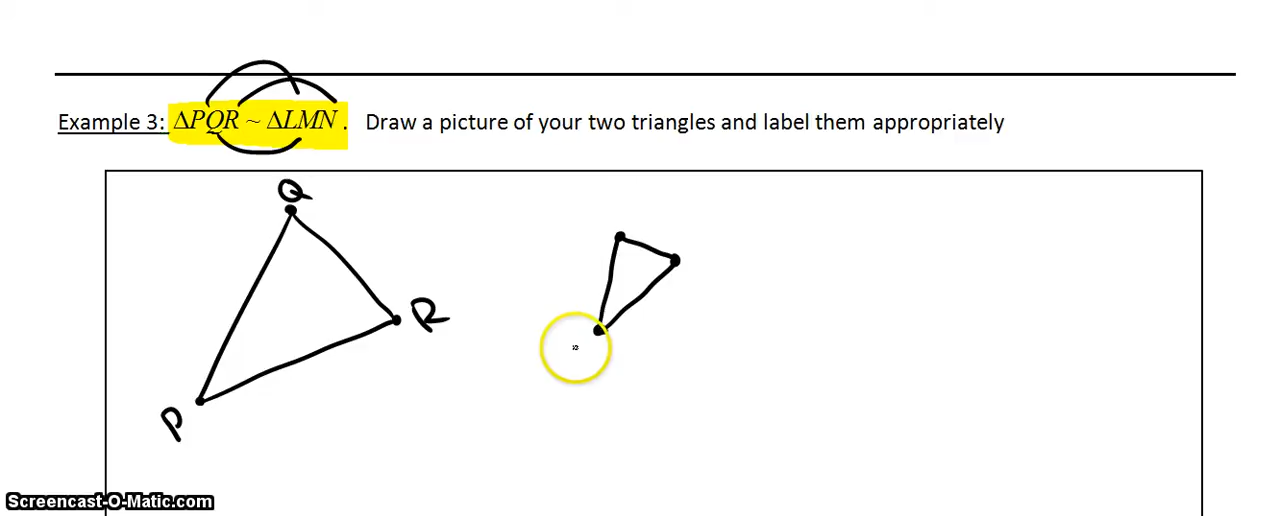 Example 3: ΔPQR ~ ΔLMN . Draw a picture of your two triangles and label them appropriately
Q
R
P
Screencast-O-Matic.com